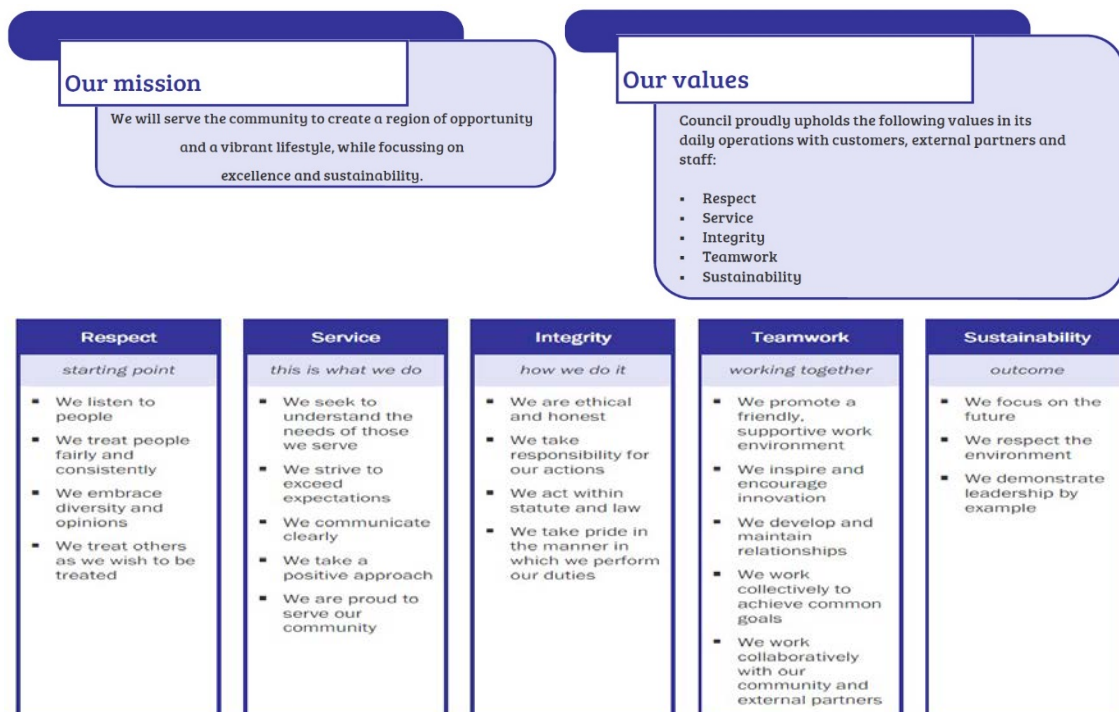 Our mission
We will serve the community to create a region of opportunity
and a vibrant lifestyle, while focussing on
excellence and sustainability.
Our values
Council proudly upholds the following values in its
daily operations with customers, external partners and
staff:
▪ Respect
▪ Service
▪ Integrity
▪ Teamwork
▪ Sustainability
Respect
starting point
▪ We listen to
people
▪ We treat people
fairly and
consistently
▪ We embrace
diversity and
opinions
▪ We treat others
as we wish to be
treated
Service
this is what we do
▪ We seek to
understand the
needs of those
we serve
▪ We strive to
exceed
expectations
▪ We communicate
clearly
▪ We take a
positive approach
▪ We are proud to
serve our
community
Integrity
how we do it
▪ We are ethical
and honest
▪ We take
responsibility for
our actions
▪ We act within
statute and law
▪ We take pride in
the manner in
which we perform
our duties
Teamwork
working together
▪ We promote a
friendly,
supportive work
environment
▪ We inspire and
encourage
innovation
▪ We develop and
maintain
relationships
▪ We work
collectively to
achieve common
goals
▪ We work
collaboratively
with our
community and
external partners
Sustainability
outcome
▪ We focus on the
future
▪ We respect the
environment
▪ We demonstrate
leadership by
example